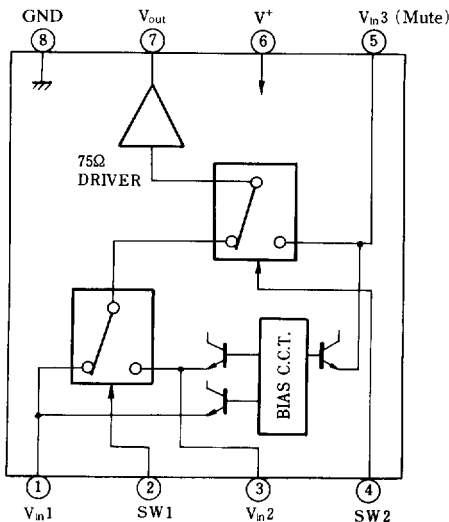 GND Vout V+ Vin3 (Mute)
8 7 6 5
75Ω
DRIVER
BIAS C.C.T.
1 2 3 4
Vin1 SW1 Vin2 SW2